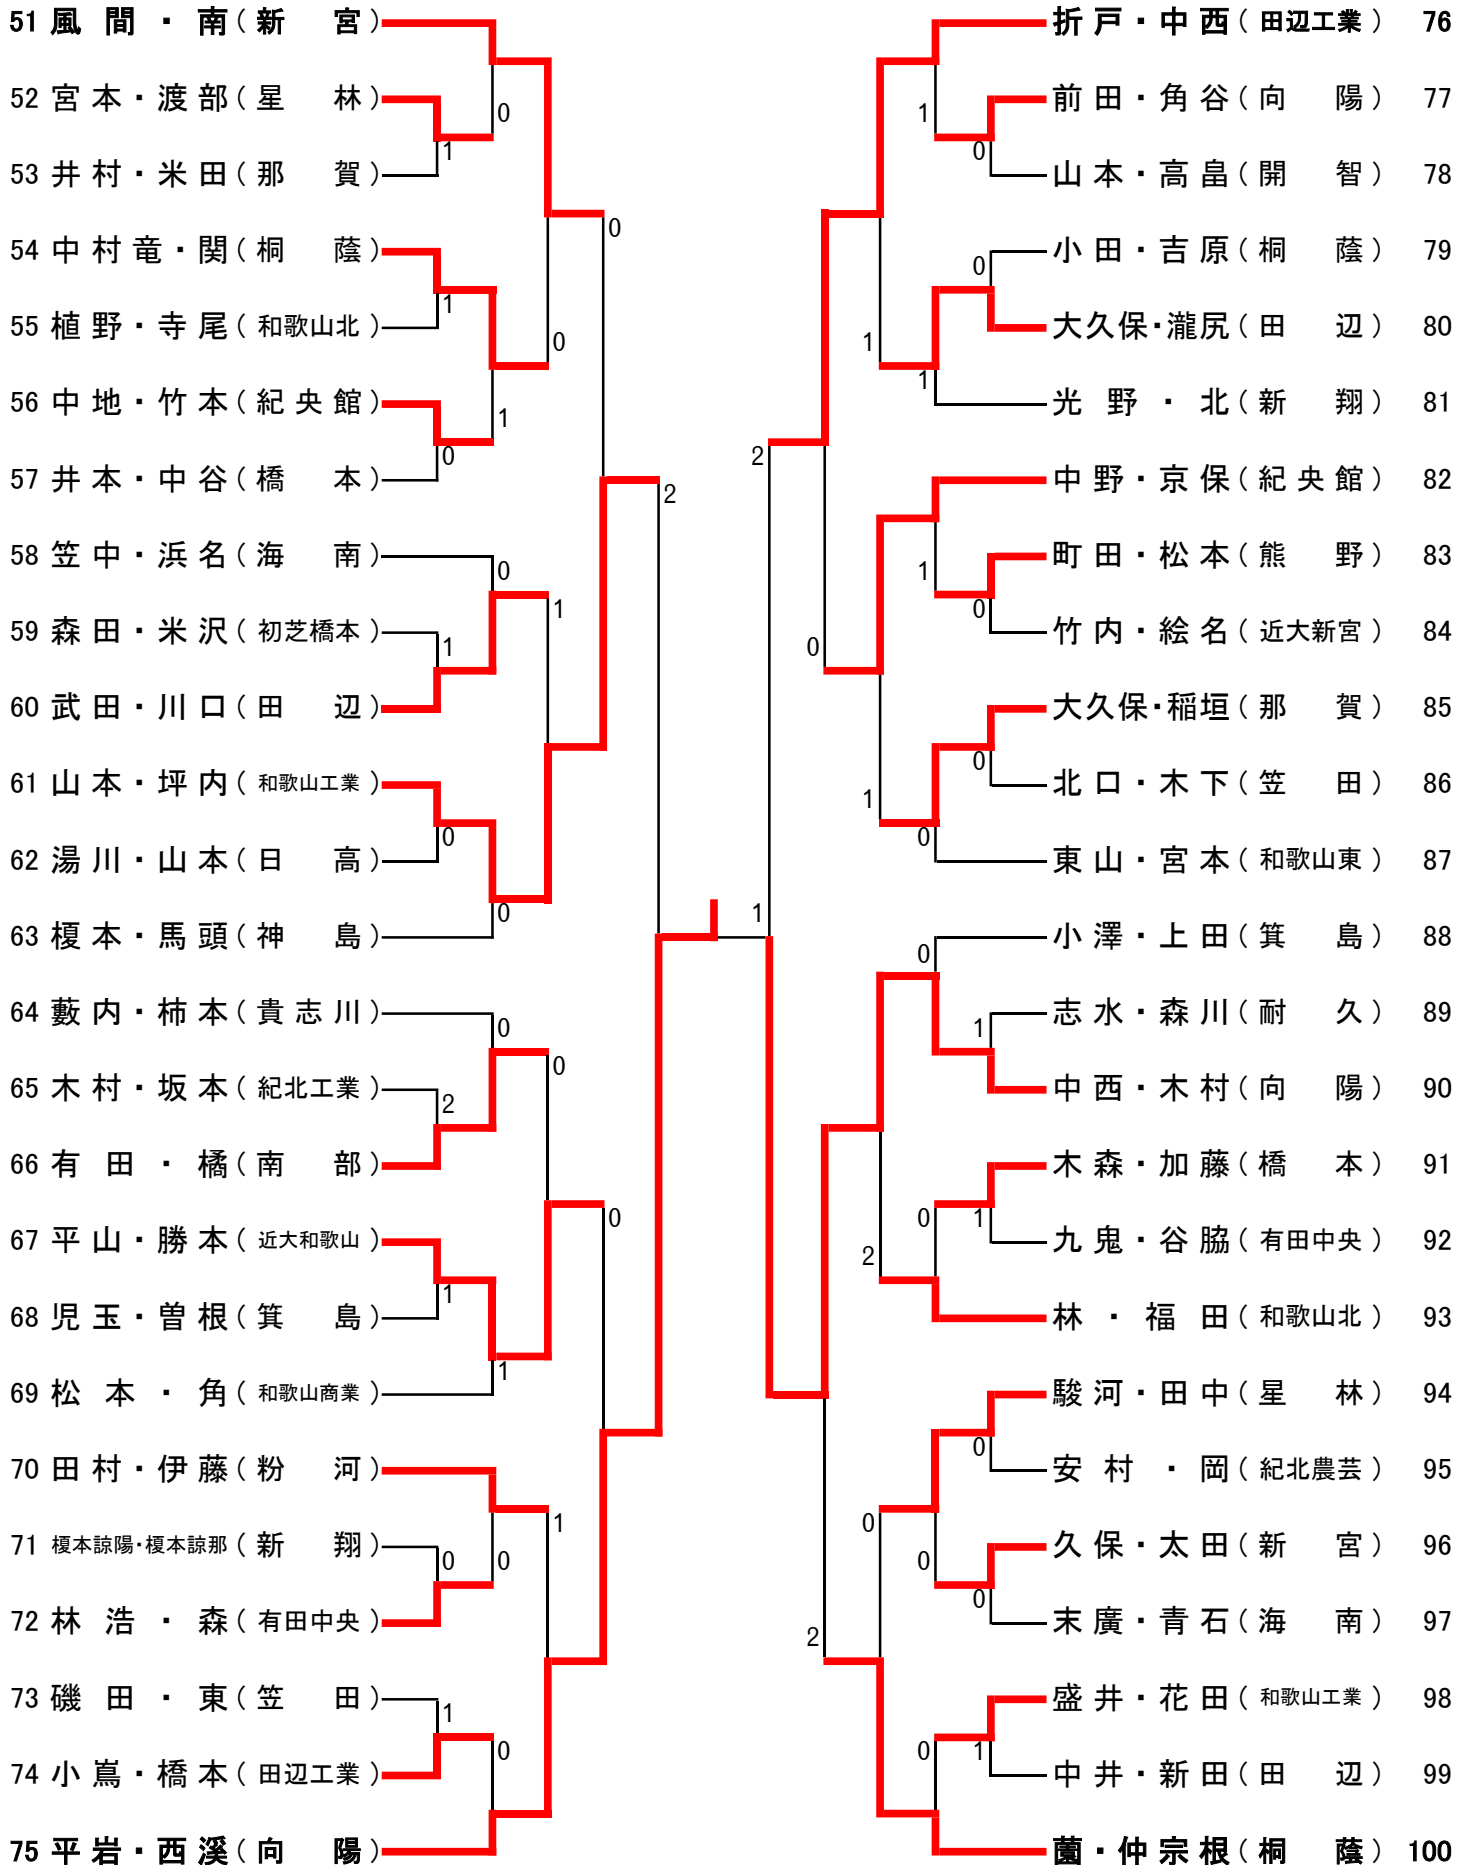 51 風間・南(新宮)
52 宮本・渡部(星林)
53 井村・米田(那賀)
54 中村竜・関(桐蔭)
55 植野・寺尾(和歌山北)
56 中地・竹本(紀央館)
57 井本・中谷(橋本)
58 笠中・浜名(海南)
59 森田・米沢(初芝橋本)
60 武田・川口(田辺)
61 山本・坪内(和歌山工業)
62 湯川・山本(日高)
63 榎本・馬頭(神島)
64 藪内・柿本(貴志川)
65 木村・坂本(紀北工業)
66 有田・橘(南部)
67 平山・勝本(近大和歌山)
68 児玉・曽根(箕島)
69 松本・角(和歌山商業)
70 田村・伊藤(粉河)
71 榎本諒陽・榎本諒那(新翔)
72 林浩・森(有田中央)
73 磯田・東(笠田)
74 小嶌・橋本(田辺工業)
75 平岩・西溪(向陽)
0
1
1
0
1
0
0
1
0
0
0
2
1
1
0
0
1
0
1
0
1
0
1
0
2
1
2
1
0
0
1
1
1
0
0
0
1
0
0
1
0
1
2
0
0
0
0
2
0
1
折戸・中西(田辺工業) 76
前田・角谷(向陽) 77
山本・高畠(開智) 78
小田・吉原(桐蔭) 79
大久保・瀧尻(田辺) 80
光野・北(新翔) 81
中野・京保(紀央館) 82
町田・松本(熊野) 83
竹内・絵名(近大新宮) 84
大久保・稲垣(那賀) 85
北口・木下(笠田) 86
東山・宮本(和歌山東) 87
小澤・上田(箕島) 88
志水・森川(耐久) 89
中西・木村(向陽) 90
木森・加藤(橋本) 91
九鬼・谷脇(有田中央) 92
林・福田(和歌山北) 93
駿河・田中(星林) 94
安村・岡(紀北農芸) 95
久保・太田(新宮) 96
末廣・青石(海南) 97
盛井・花田(和歌山工業) 98
中井・新田(田辺) 99
薗・仲宗根(桐蔭) 100